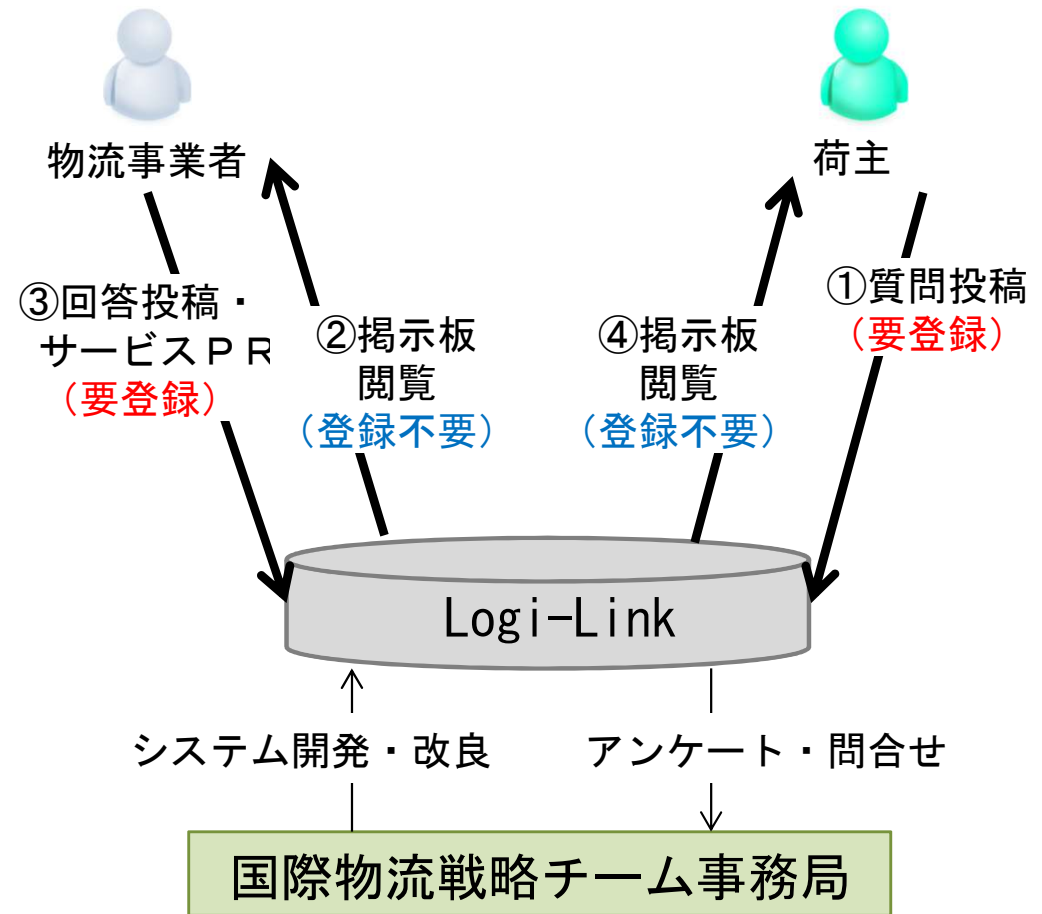 物流事業者
荷主
①質問投稿
（要登録）
③回答投稿・
サービスＰＲ
（要登録）
②掲示板
閲覧
（登録不要）
④掲示板
閲覧
（登録不要）
Logi-Link
システム開発・改良
アンケート・問合せ
国際物流戦略チーム事務局